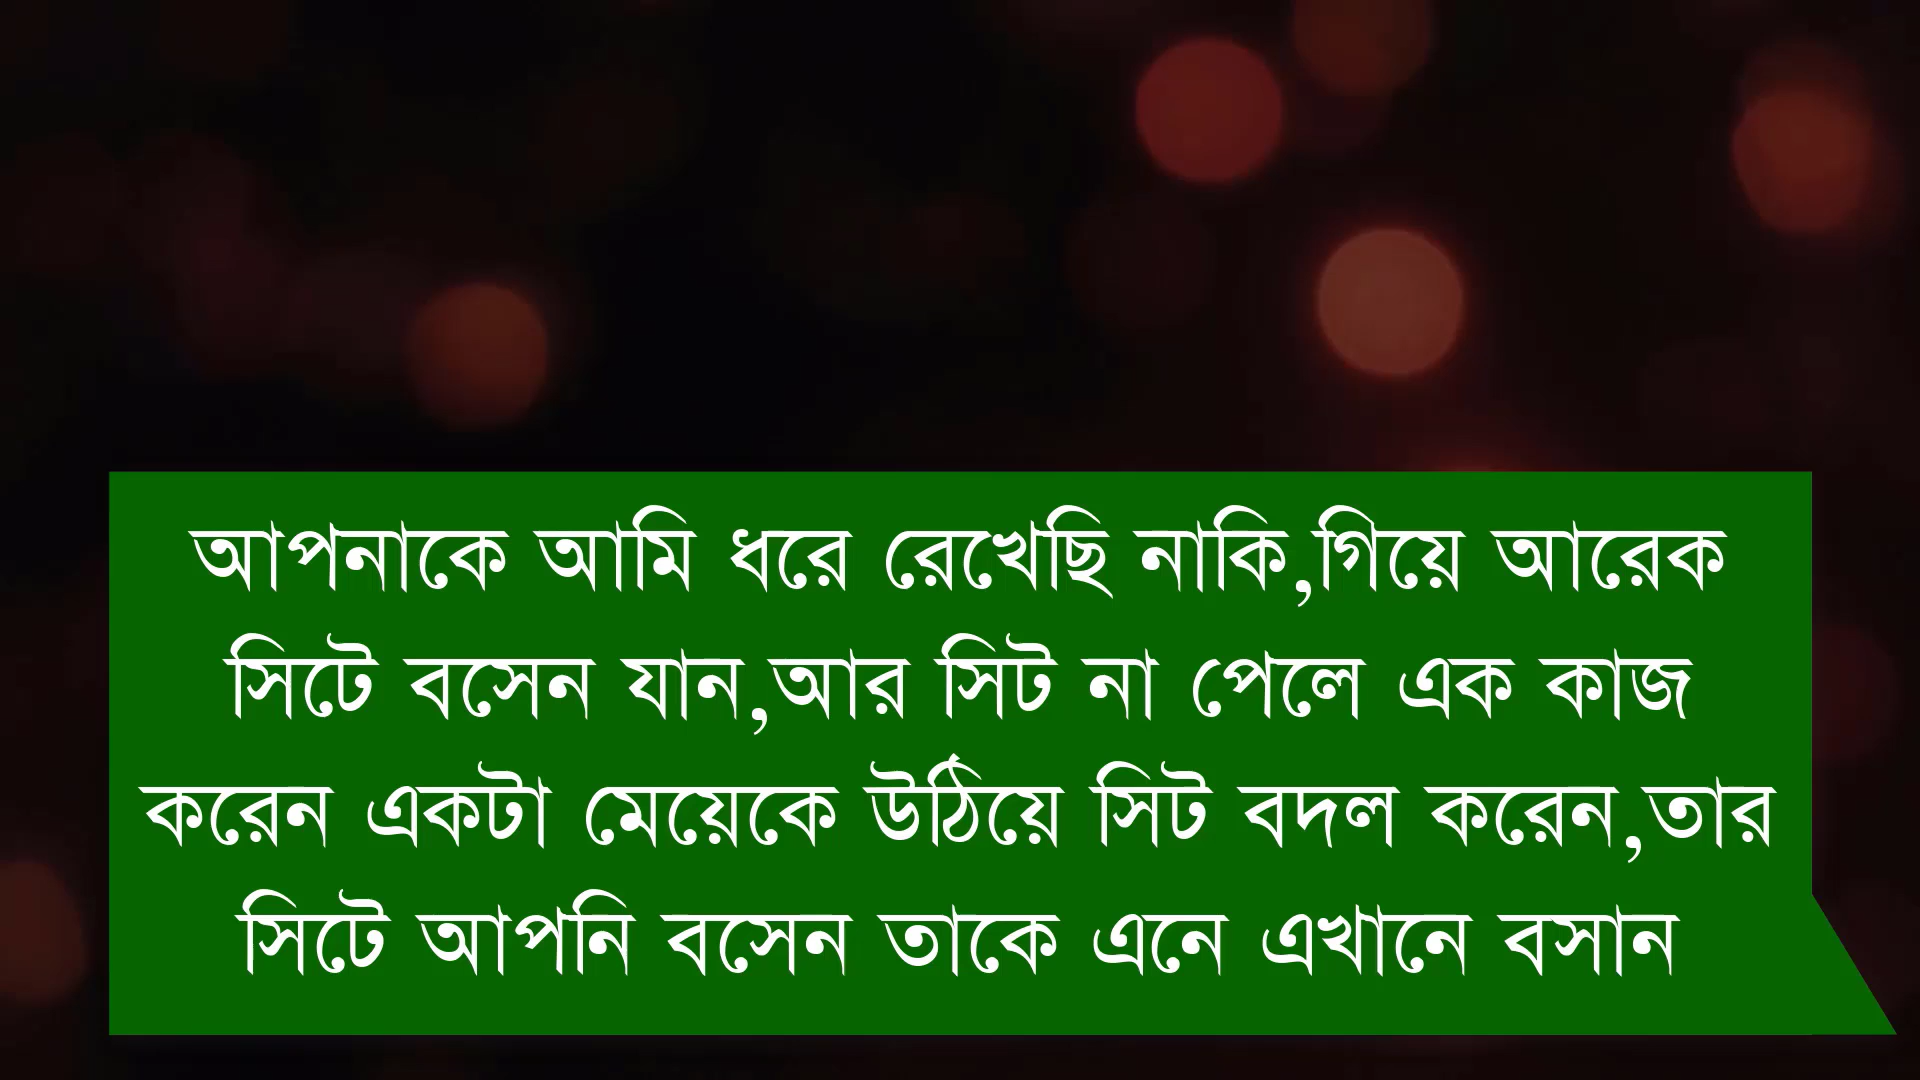 আপনাকে আমি ধরে রেখেছি নাকি,গিয়ে আরেক
সিটে বসেন যান,আর সিট না পেলে এক কাজ
করেন একটা মেয়েকে উঠিয়ে সিট বদল করেন,তার
সিটে আপনি বসেন তাকে এনে এখানে বসান